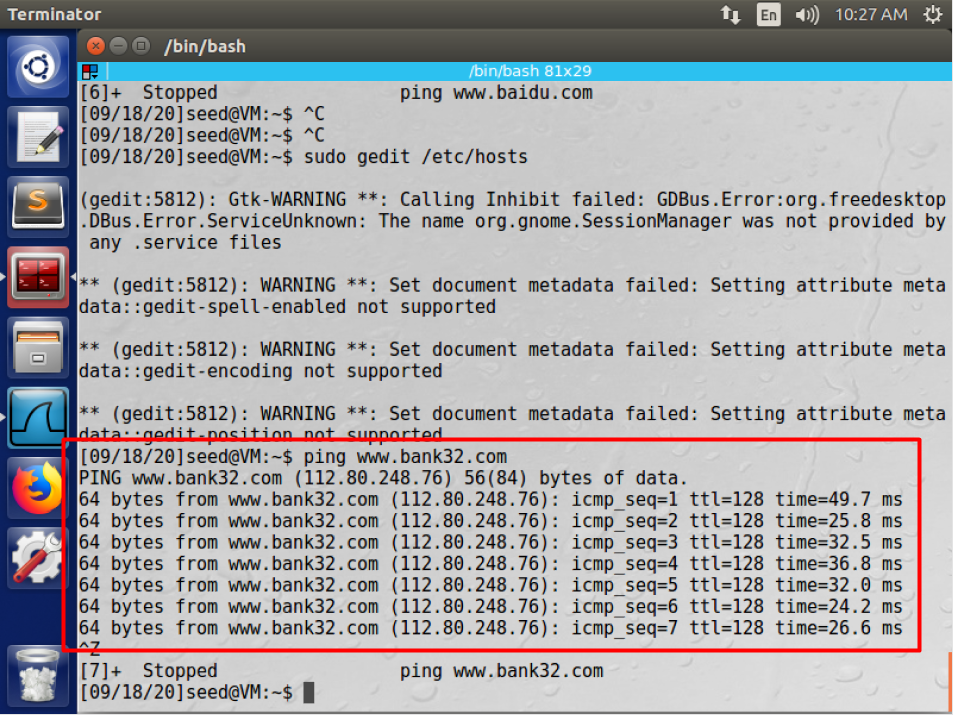 Terminator
En
10:27 AM
/bin/bash
/bin/bash 81x29
[6]+  Stopped                 ping www.baidu.com
[09/18/20]seed@VM:~$ ^C
[09/18/20]seed@VM:~$ ^C
[09/18/20]seed@VM:~$ sudo gedit /etc/hosts
(gedit:5812): Gtk-WARNING **: Calling Inhibit failed: GDBus.Error:org.freedesktop
.DBus.Error.ServiceUnknown: The name org.gnome.SessionManager was not provided by
 any .service files
** (gedit:5812): WARNING **: Set document metadata failed: Setting attribute meta
data::gedit-spell-enabled not supported
** (gedit:5812): WARNING **: Set document metadata failed: Setting attribute meta
data::gedit-encoding not supported
** (gedit:5812): WARNING **: Set document metadata failed: Setting attribute meta
data::gedit-position not supported
[09/18/20]seed@VM:~$ ping www.bank32.com
PING www.bank32.com (112.80.248.76) 56(84) bytes of data.
64 bytes from www.bank32.com (112.80.248.76): icmp_seq=1 ttl=128 time=49.7 ms
64 bytes from www.bank32.com (112.80.248.76): icmp_seq=2 ttl=128 time=25.8 ms
64 bytes from www.bank32.com (112.80.248.76): icmp_seq=3 ttl=128 time=32.5 ms
64 bytes from www.bank32.com (112.80.248.76): icmp_seq=4 ttl=128 time=36.8 ms
64 bytes from www.bank32.com (112.80.248.76): icmp_seq=5 ttl=128 time=32.0 ms
64 bytes from www.bank32.com (112.80.248.76): icmp_seq=6 ttl=128 time=24.2 ms
64 bytes from www.bank32.com (112.80.248.76): icmp_seq=7 ttl=128 time=26.6 ms
^Z
[7]+  Stopped                 ping www.bank32.com
[09/18/20]seed@VM:~$